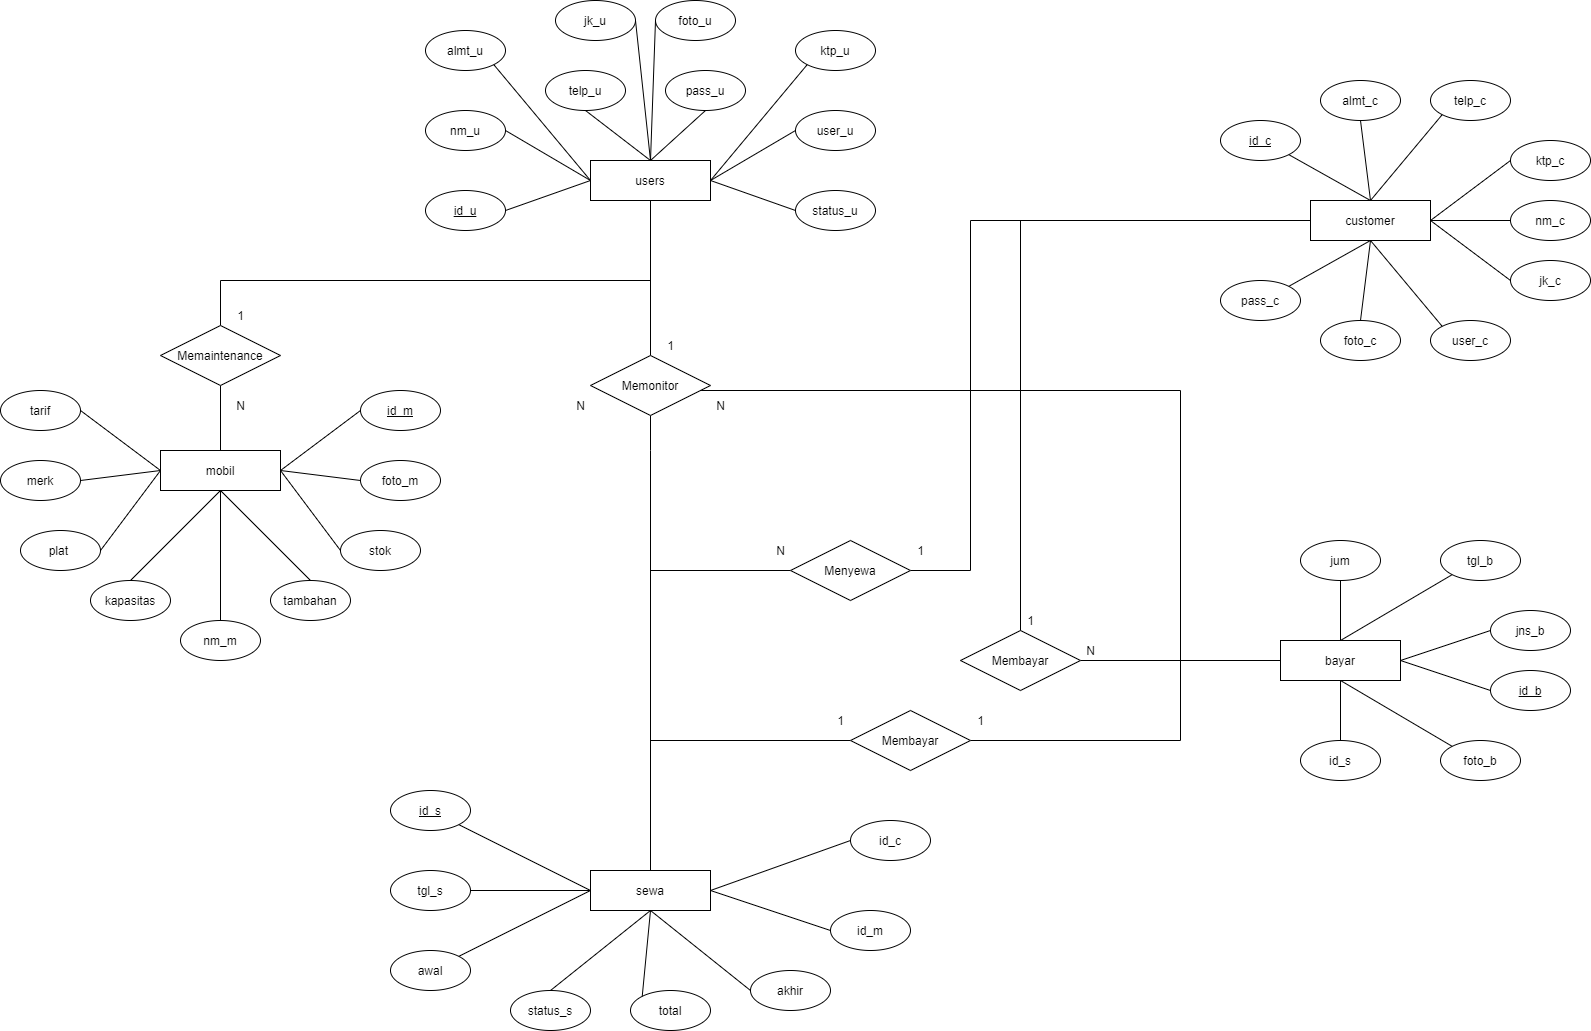 jk_u
foto_u
almt_u
ktp_u
telp_u
pass_u
nm_u
user_u
users
id_u
status_u
almt_c
telp_c
id_c
ktp_c
customer
nm_c
pass_c
jk_c
foto_c
user_c
1
Memaintenance
N
1
Memonitor
N
N
tarif
id_m
merk
mobil
foto_m
plat
stok
kapasitas
tambahan
nm_m
N
Menyewa
1
1
Membayar
N
jum
tgl_b
jns_b
bayar
id_b
id_s
foto_b
1
Membayar
1
id_s
id_c
tgl_s
sewa
id_m
awal
akhir
status_s
total